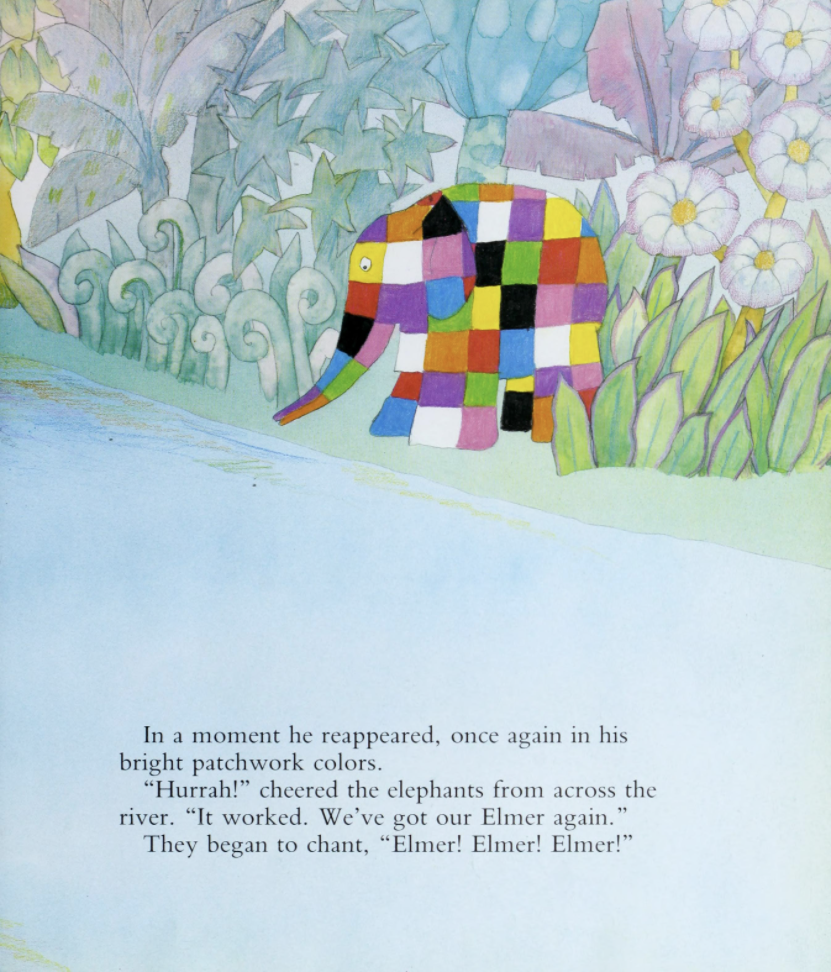 In a moment he reappeared, once again in his
bright patchwork colors.
“Hurrah!” cheered the elephants from across the
river. “It worked. We’ve got our Elmer again.”
They began to chant, “Elmer! Elmer! Elmer!”